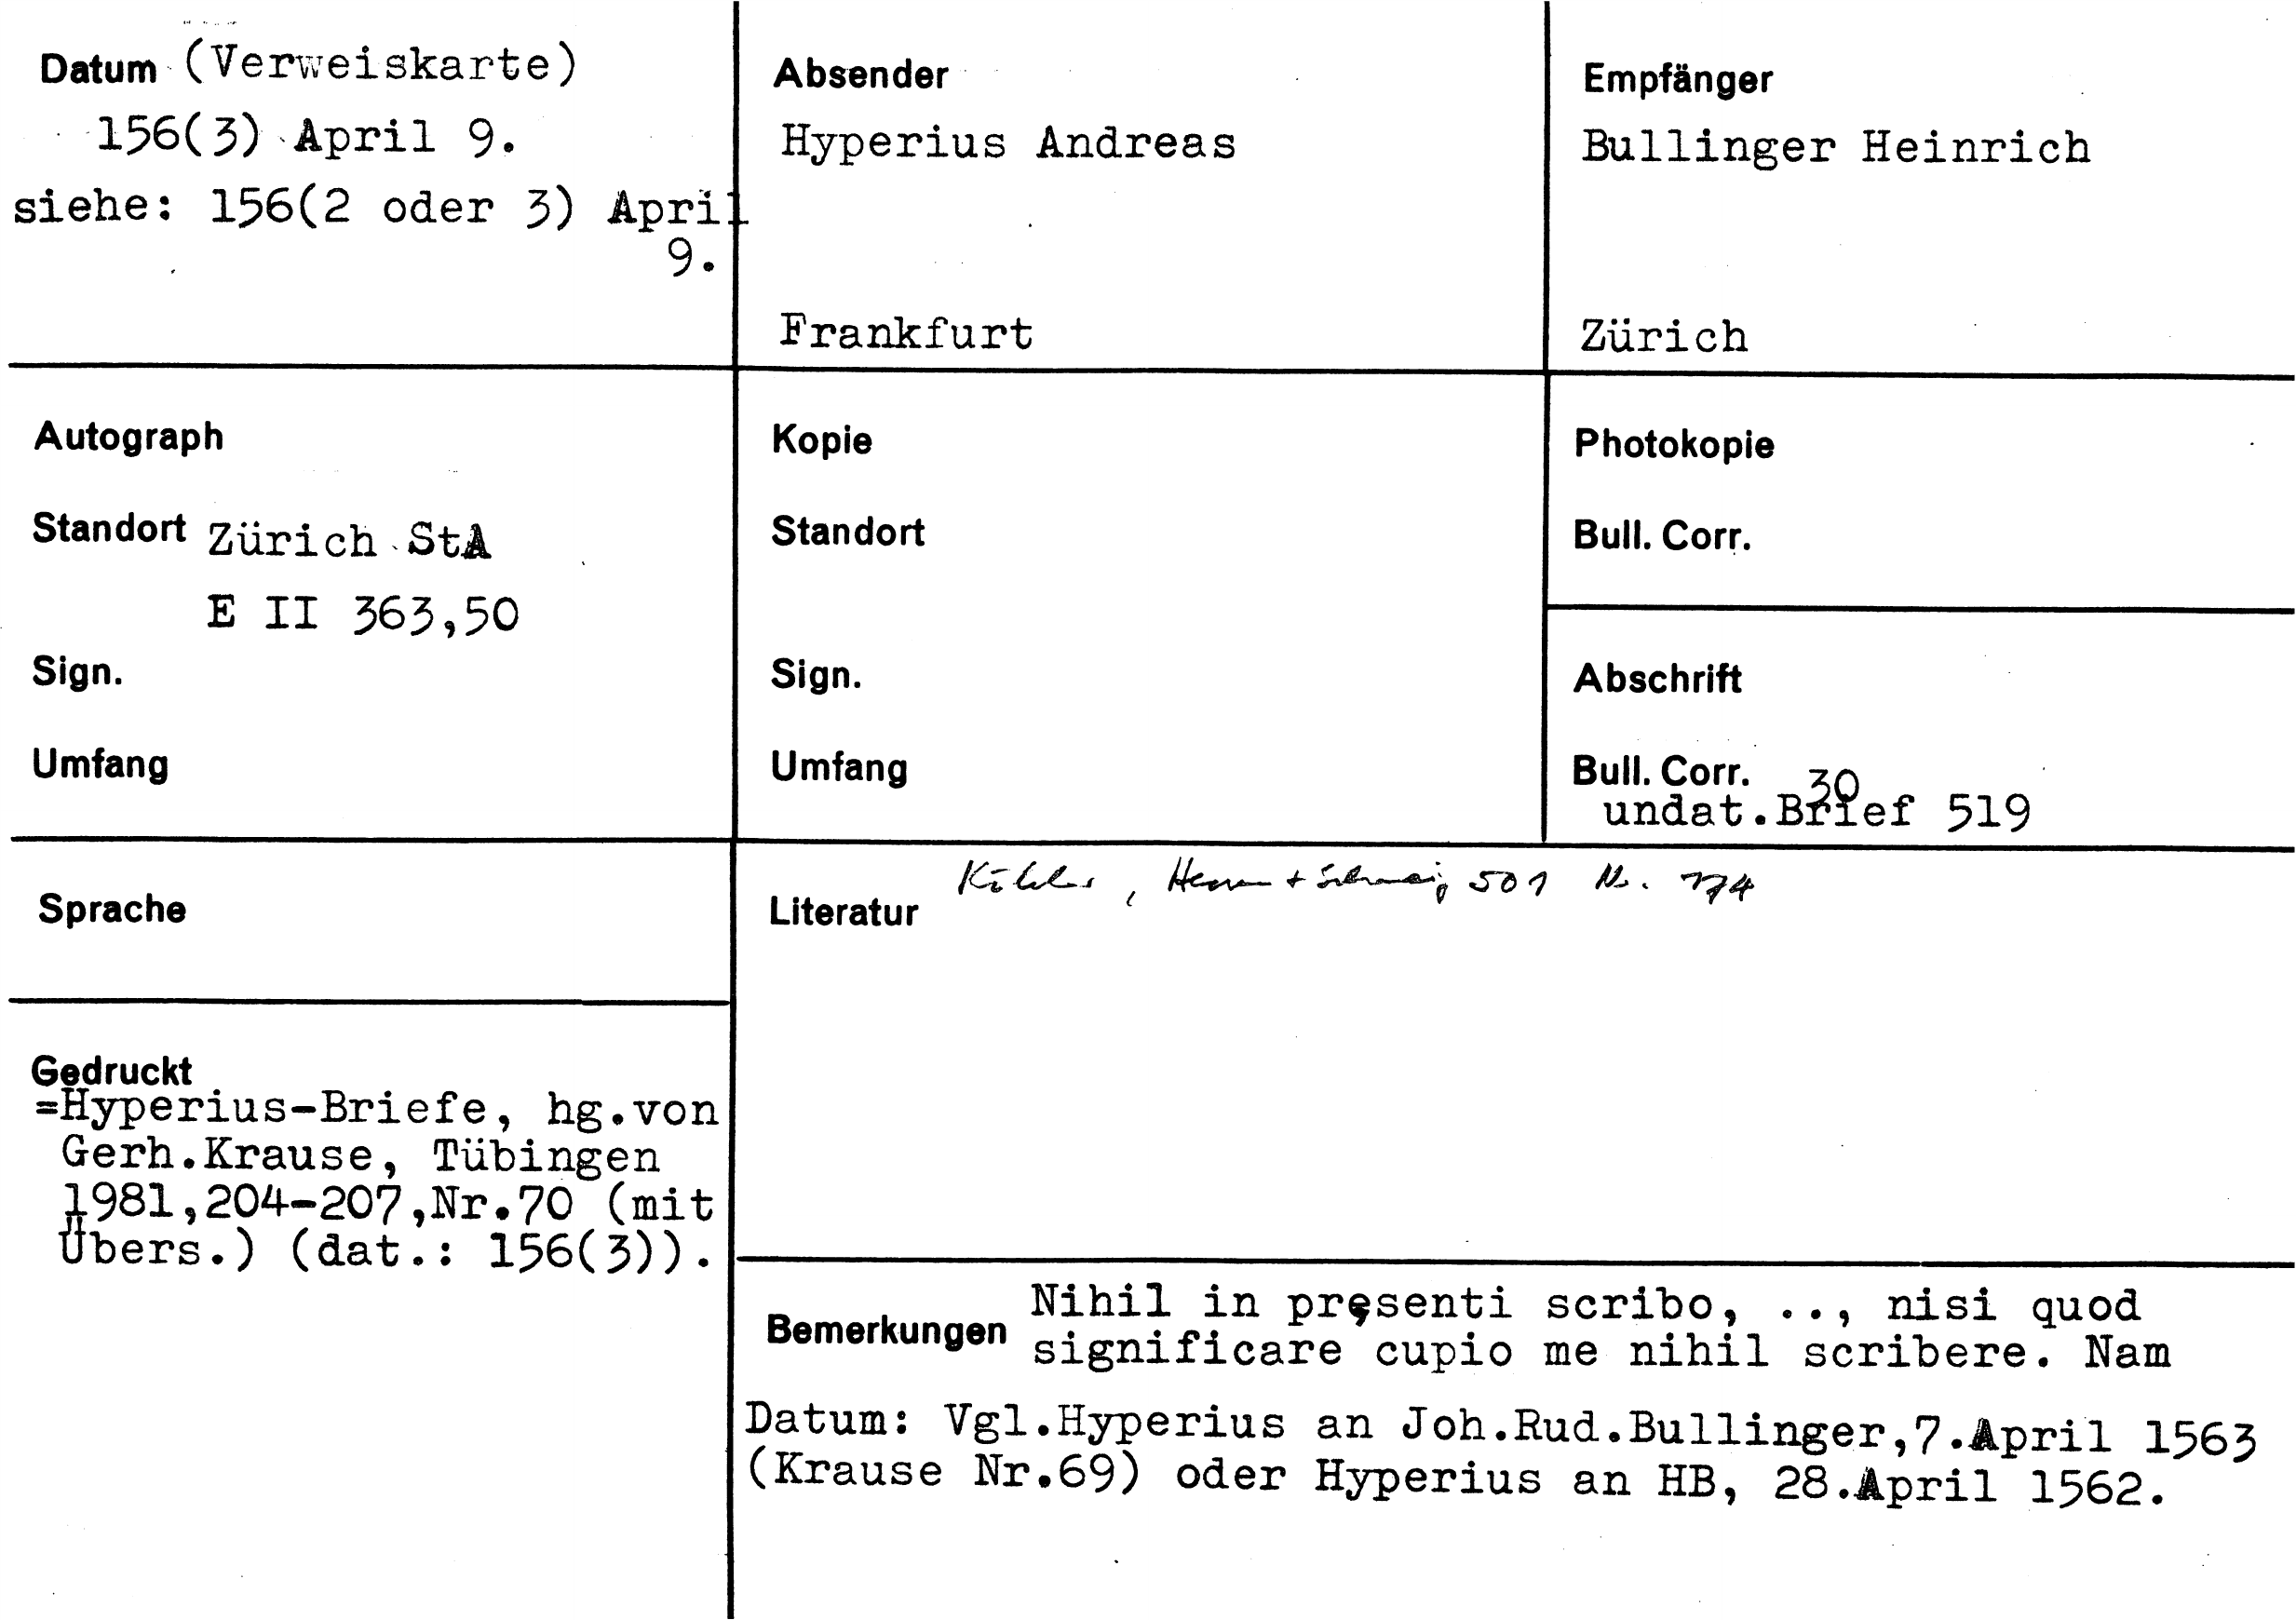 Datum (Verweiskarte)
156(3) April 9.
siehe: 156(2 oder 3) April
9.
Absender
Hyperius Andreas
Frankfurt
Empfänger
Bullinger Heinrich
Zürich
Autograph
Standort Zürich StA
E II 363,50
Sign.
Umfang
Kopie
Standort
Sign.
Umfang
Photokopie
Bull. Corr.
Abschrift
Bull. Corr. 30
undat.Brief 519
Sprache
Literatur Köhler, Hessen + Schweiz 501 Nr. 174
Gedruckt
=Hyperius-Briefe, hg.von
Gerh.Krause, Tübingen
1981,204-207,Nr.70 (mit
Übers.) (dat.: 156(3)).
Bemerkungen Nihil in pręsenti scribo, .., nisi quod
significare cupio me nihil scribere. Nam
Datum: Vgl.Hyperius an Joh.Rud.Bullinger,7.April 1563
(Krause Nr.69) oder Hyperius an HB, 28.April 1562.